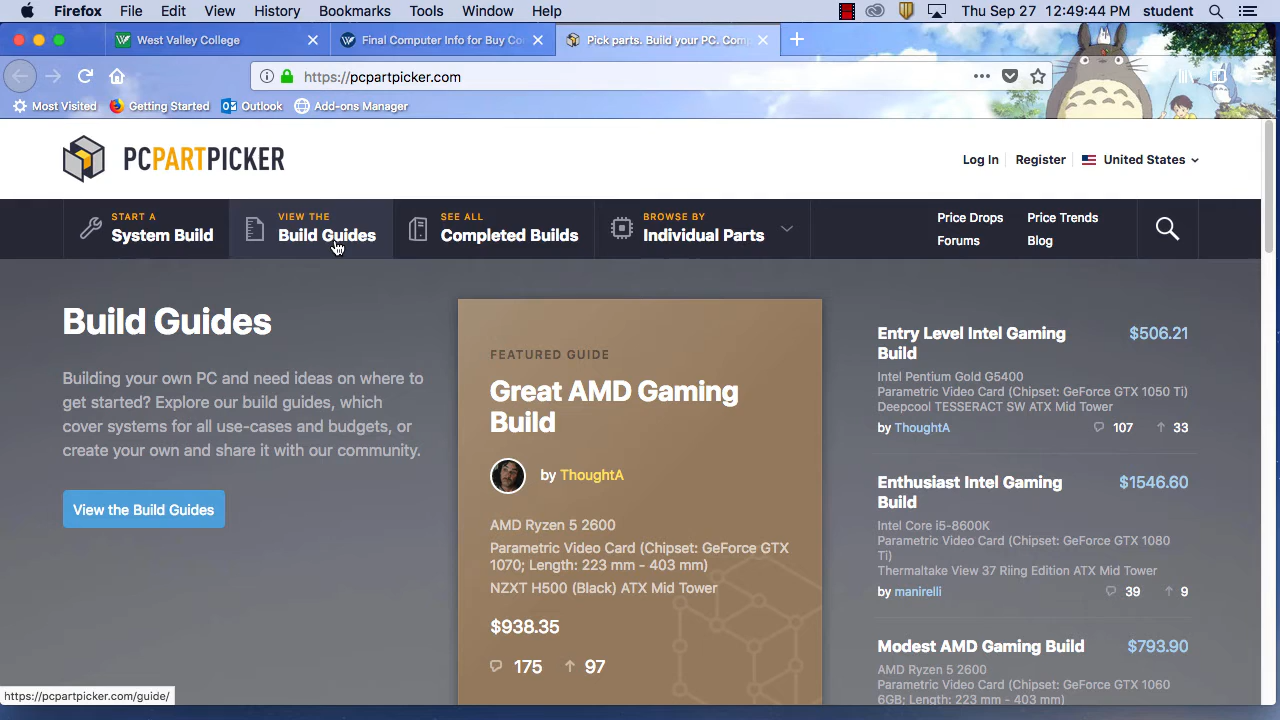 Firefox File Edit View History Bookmarks Tools Window Help Thu Sep 27 12:49:44 PM student
West Valley College
Final Computer Info for Buy Co
Pick parts. Build your PC. Comp
https://pcpartpicker.com
Most Visited Getting Started Outlook Add-ons Manager
PCPARTPICKER
Log In Register United States
START A
System Build
VIEW THE
Build Guides
SEE ALL
Completed Builds
BROWSE BY
Individual Parts
Price Drops Price Trends
Forums Blog
Build Guides
Building your own PC and need ideas on where to
get started? Explore our build guides, which
cover systems for all use-cases and budgets, or
create your own and share it with our community.
View the Build Guides
FEATURED GUIDE
Great AMD Gaming
Build
by ThoughtA
AMD Ryzen 5 2600
Parametric Video Card (Chipset: GeForce GTX
1070; Length: 223 mm - 403 mm)
NZXT H500 (Black) ATX Mid Tower
$938.35
175 97
Entry Level Intel Gaming
Build
$506.21
Intel Pentium Gold G5400
Parametric Video Card (Chipset: GeForce GTX 1050 Ti)
Deepcool TESSERACT SW ATX Mid Tower
by ThoughtA 107 33
Enthusiast Intel Gaming
Build
$1546.60
Intel Core i5-8600K
Parametric Video Card (Chipset: GeForce GTX 1080
Ti)
Thermaltake View 37 Riing Edition ATX Mid Tower
by manirelli 39 9
Modest AMD Gaming Build $793.90
AMD Ryzen 5 2600
Parametric Video Card (Chipset: GeForce GTX 1060
6GB; Length: 223 mm - 403 mm)
https://pcpartpicker.com/guide/